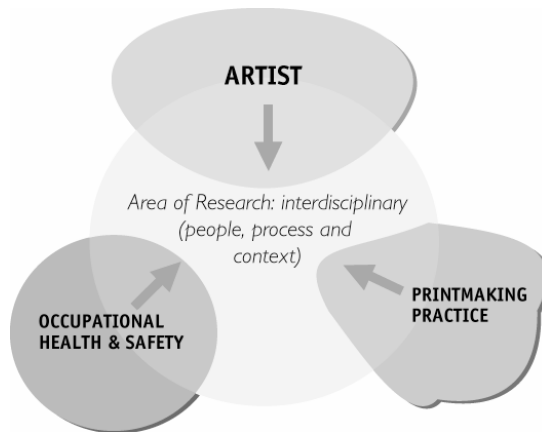 ARTIST
Area of Research: interdisciplinary
(people, process and
context)
OCCUPATIONAL
HEALTH & SAFETY
PRINTMAKING
PRACTICE